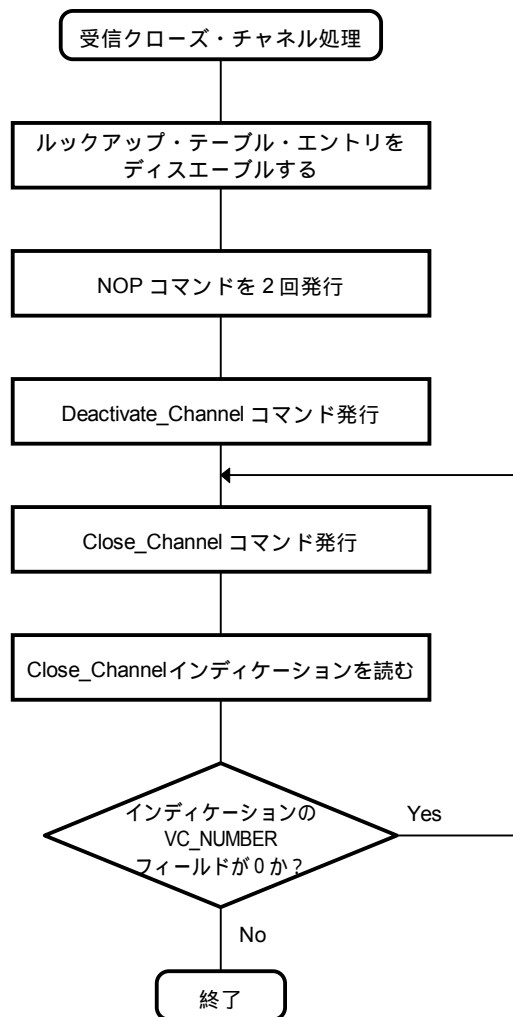 受信クローズ・チャネル処理
ルックアップ・テーブル・エントリを
ディスエーブルする
NOP コマンドを 2 回発行
Deactivate_Channel コマンド発行
Close_Channel コマンド発行
Close_Channelインディケーションを読む
インディケーションの
VC_NUMBER
フィールドが 0 か？
Yes
No
終了